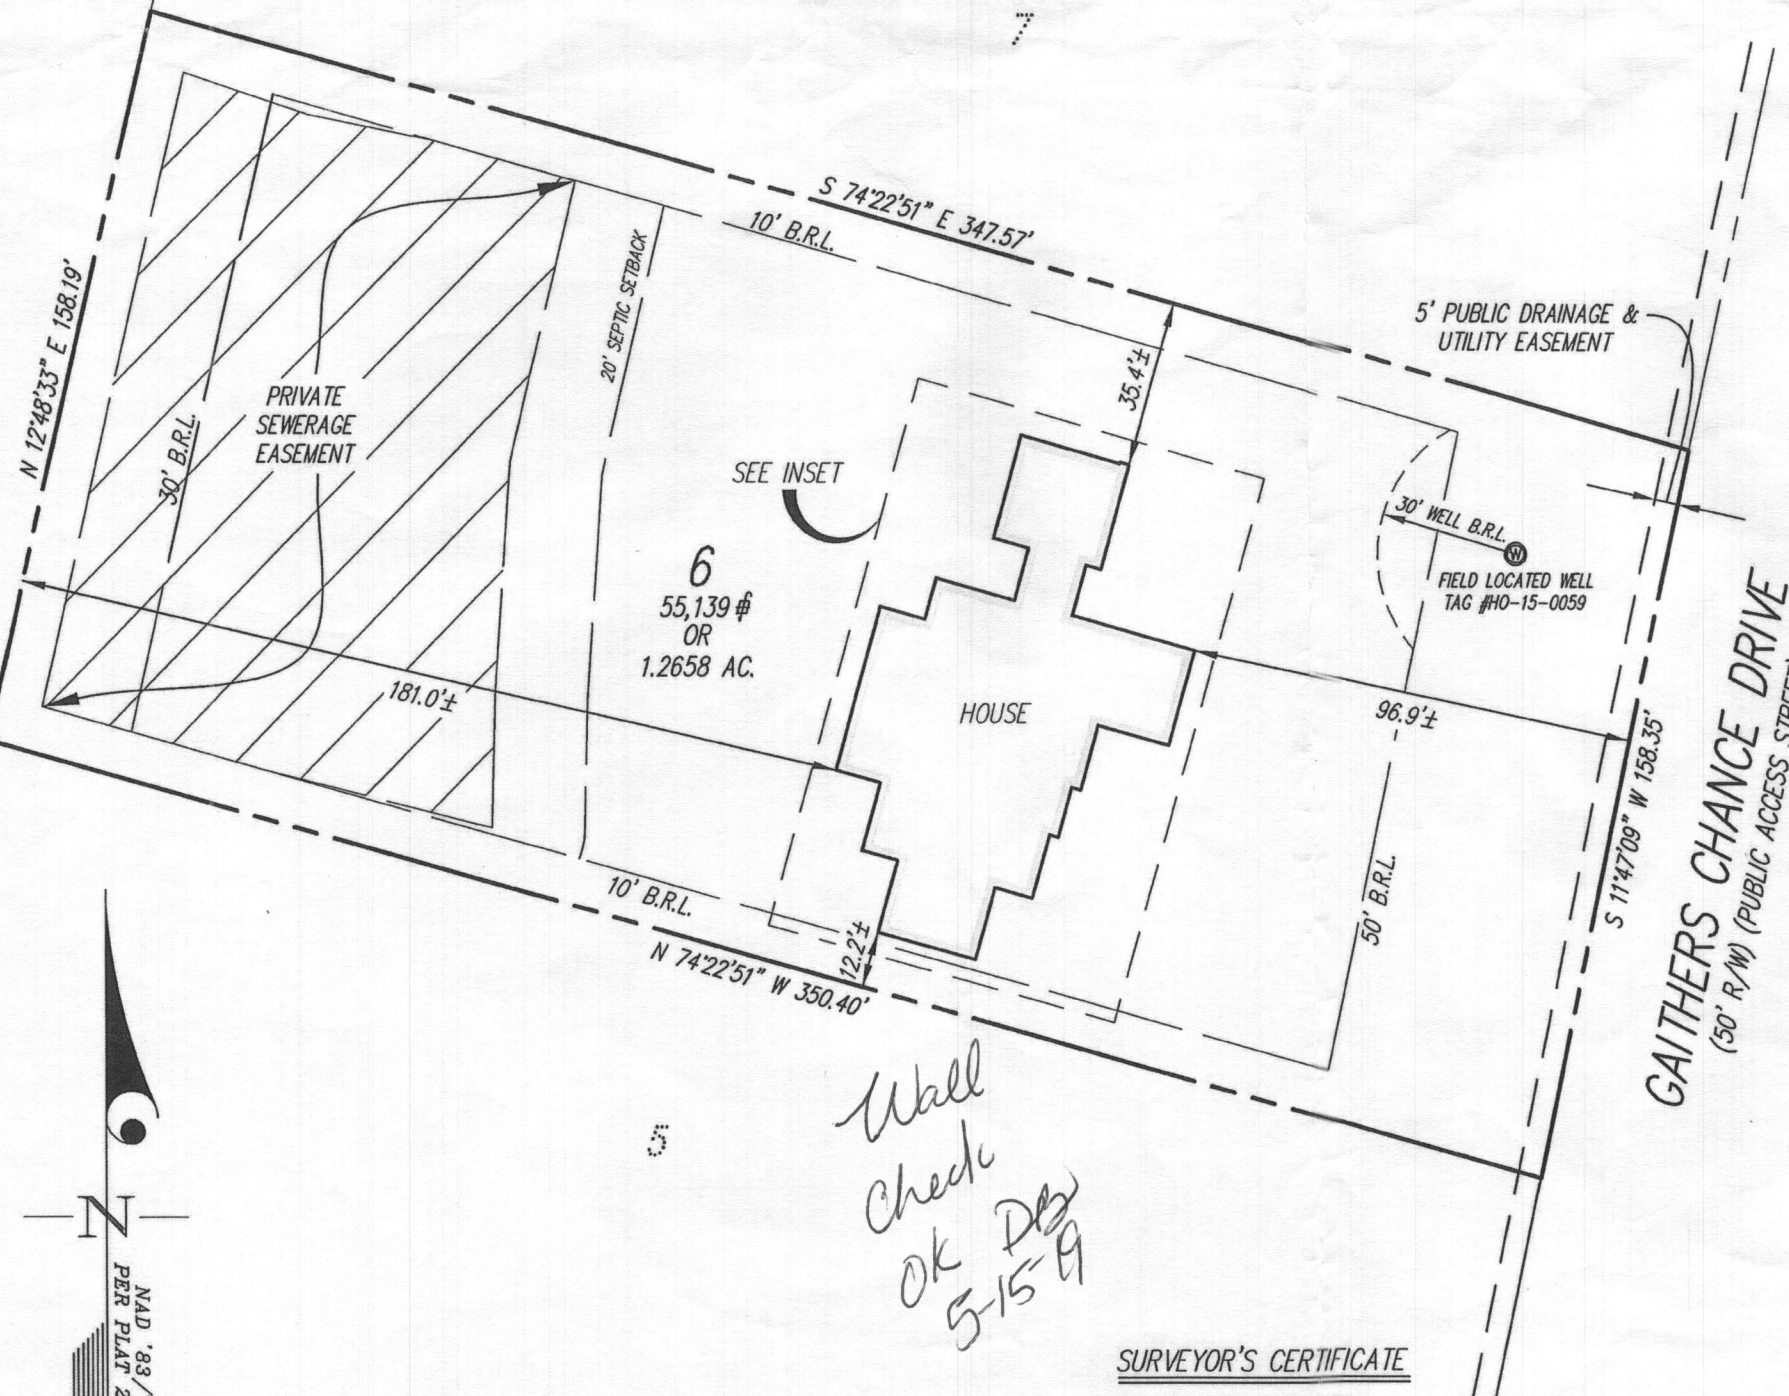 7
S 74°22'51" E 347.57'
10' B.R.L.
N 12°48'33" E 158.19'
20' SEPTIC SETBACK
5' PUBLIC DRAINAGE &
UTILITY EASEMENT
35.4'±
PRIVATE
SEWERAGE
EASEMENT
30' B.R.L.
SEE INSET
30' WELL B.R.L.
W
FIELD LOCATED WELL
TAG #HO-15-0059
6
55,139 ⏍
OR
1.2658 AC.
181.0'±
HOUSE
96.9'±
S 11°47'09" W 158.35'
GAITHERS CHANCE DRIVE
(50' R/W) (PUBLIC ACCESS STREET)
50' B.R.L.
10' B.R.L.
12.2'±
N 74°22'51" W 350.40'
Wall
Check
OK
5-15-19
5
N
NAD '83/
PER PLAT 2
SURVEYOR'S CERTIFICATE